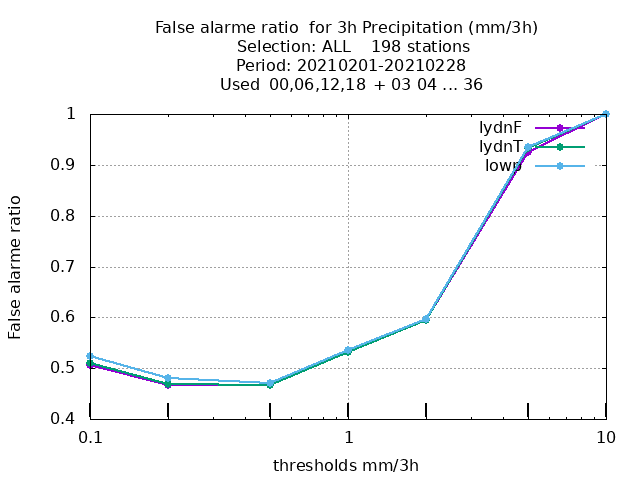 False alarme ratio  for 3h Precipitation (mm/3h)
Selection: ALL    198 stations
Period: 20210201-20210228
Used  00,06,12,18  + 03 04 ... 36
lydnF
lydnT
lowp
1
0.9
0.8
0.7
0.6
0.5
0.4
False alarme ratio
0.1
1
10
thresholds mm/3h